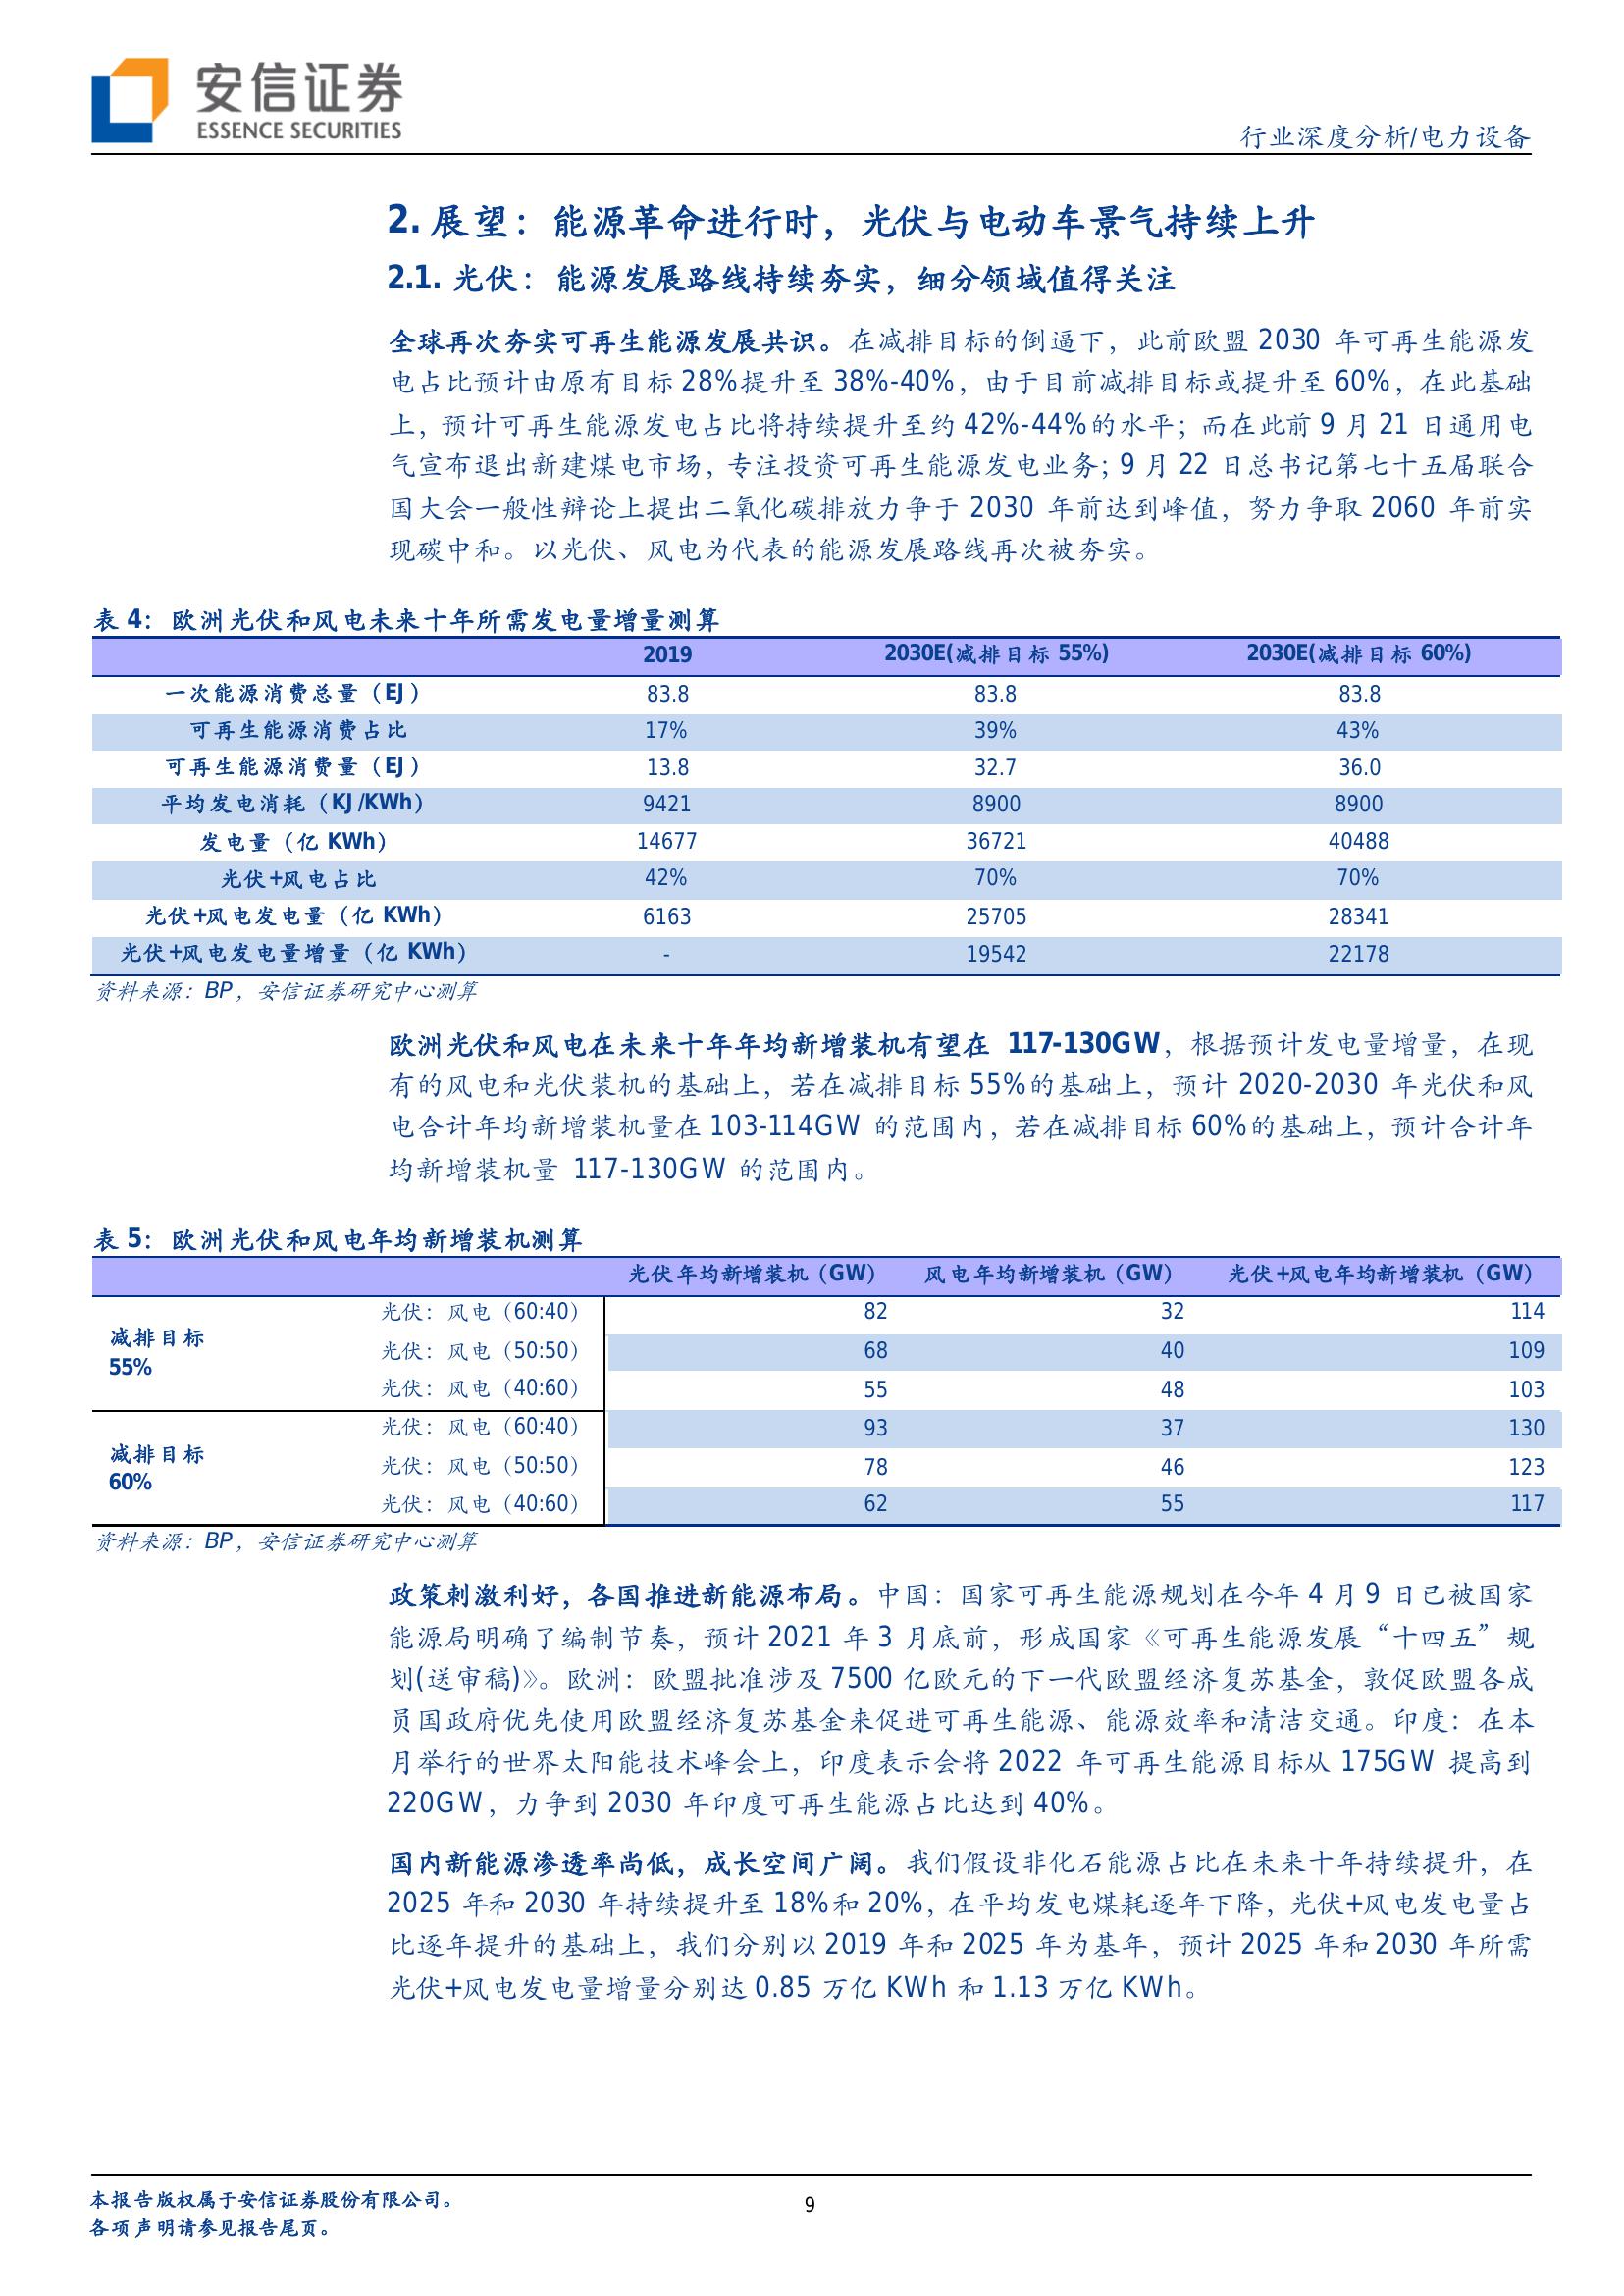 安信证券
ESSENCE SECURITIES
行业深度分析/电力设备
2. 展望：能源革命进行时，光伏与电动车景气持续上升
2.1. 光伏：能源发展路线持续夯实，细分领域值得关注
全球再次夯实可再生能源发展共识。在减排目标的倒逼下，此前欧盟 2030 年可再生能源发
电占比预计由原有目标 28%提升至 38%-40%，由于目前减排目标或提升至 60%，在此基础
上，预计可再生能源发电占比将持续提升至约 42%-44%的水平；而在此前 9 月 21 日通用电
气宣布退出新建煤电市场，专注投资可再生能源发电业务；9 月 22 日总书记第七十五届联合
国大会一般性辩论上提出二氧化碳排放力争于 2030 年前达到峰值，努力争取 2060 年前实
现碳中和。以光伏、风电为代表的能源发展路线再次被夯实。
表 4：欧洲光伏和风电未来十年所需发电量增量测算
2019 2030E(减排目标 55%) 2030E(减排目标 60%)
一次能源消费总量（EJ） 83.8 83.8 83.8
可再生能源消费占比 17% 39% 43%
可再生能源消费量（EJ） 13.8 32.7 36.0
平均发电消耗（KJ/KWh） 9421 8900 8900
发电量（亿 KWh） 14677 36721 40488
光伏+风电占比 42% 70% 70%
光伏+风电发电量（亿 KWh） 6163 25705 28341
光伏+风电发电量增量（亿 KWh） - 19542 22178
资料来源：BP，安信证券研究中心测算
欧洲光伏和风电在未来十年年均新增装机有望在 117-130GW，根据预计发电量增量，在现
有的风电和光伏装机的基础上，若在减排目标 55%的基础上，预计 2020-2030 年光伏和风
电合计年均新增装机量在 103-114GW 的范围内，若在减排目标 60%的基础上，预计合计年
均新增装机量 117-130GW 的范围内。
表 5：欧洲光伏和风电年均新增装机测算
光伏年均新增装机（GW） 风电年均新增装机（GW） 光伏+风电年均新增装机（GW）
减排目标
55%
光伏：风电（60:40） 82 32 114
光伏：风电（50:50） 68 40 109
光伏：风电（40:60） 55 48 103
减排目标
60%
光伏：风电（60:40） 93 37 130
光伏：风电（50:50） 78 46 123
光伏：风电（40:60） 62 55 117
资料来源：BP，安信证券研究中心测算
政策刺激利好，各国推进新能源布局。中国：国家可再生能源规划在今年 4 月 9 日已被国家
能源局明确了编制节奏，预计 2021 年 3 月底前，形成国家《可再生能源发展“十四五”规
划(送审稿)》。欧洲：欧盟批准涉及 7500 亿欧元的下一代欧盟经济复苏基金，敦促欧盟各成
员国政府优先使用欧盟经济复苏基金来促进可再生能源、能源效率和清洁交通。印度：在本
月举行的世界太阳能技术峰会上，印度表示会将 2022 年可再生能源目标从 175GW 提高到
220GW，力争到 2030 年印度可再生能源占比达到 40%。
国内新能源渗透率尚低，成长空间广阔。我们假设非化石能源占比在未来十年持续提升，在
2025 年和 2030 年持续提升至 18%和 20%，在平均发电煤耗逐年下降，光伏+风电发电量占
比逐年提升的基础上，我们分别以 2019 年和 2025 年为基年，预计 2025 年和 2030 年所需
光伏+风电发电量增量分别达 0.85 万亿 KWh 和 1.13 万亿 KWh。
本报告版权属于安信证券股份有限公司。
各项声明请参见报告尾页。
9